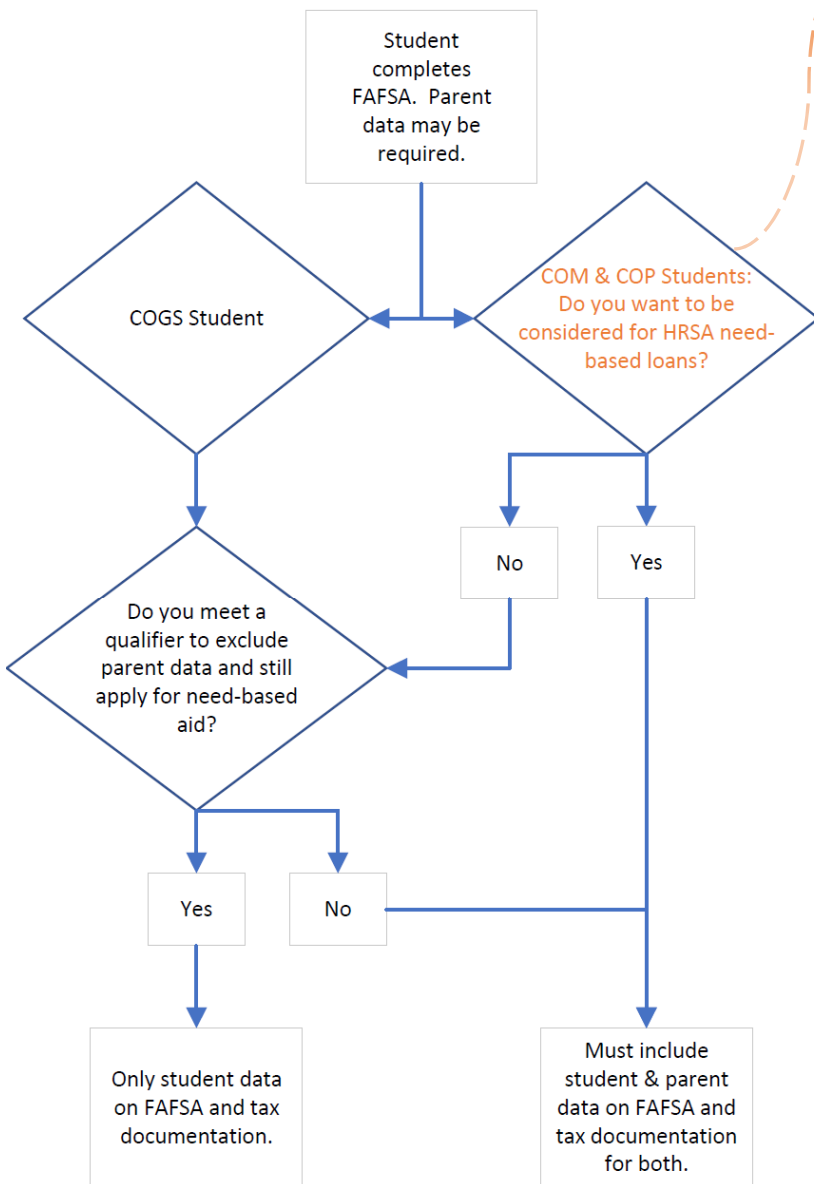 Student
completes
FAFSA.  Parent
data may be
required.
COGS Student
COM & COP Students:
Do you want to be
considered for HRSA need-
based loans?
No
Yes
Do you meet a
qualifier to exclude
parent data and still
apply for need-based
aid?
Yes
No
Only student data
on FAFSA and tax
documentation.
Must include
student & parent
data on FAFSA and
tax documentation
for both.